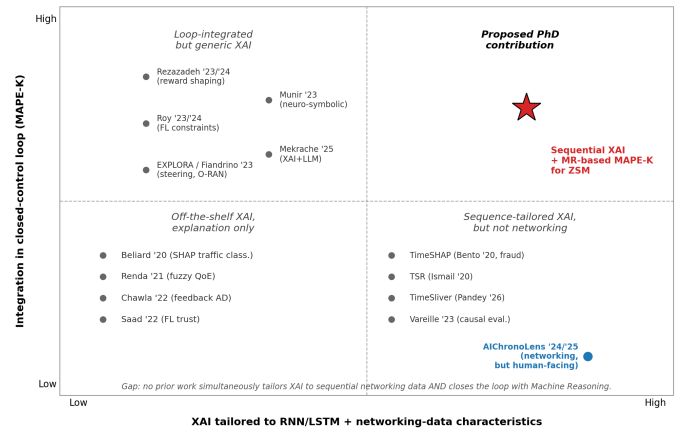 High
Loop-integrated
but generic XAI
Proposed PhD
contribution
Rezazadeh '23/'24
(reward shaping)
Munir '23
(neuro-symbolic)
Roy '23/'24
(FL constraints)
Mekrache '25
(XAI+LLM)
EXPLORA / Fiandrino '23
(steering, O-RAN)
Sequential XAI
+ MR-based MAPE-K
for ZSM
Integration in closed-control loop (MAPE-K)
Off-the-shelf XAI,
explanation only
Sequence-tailored XAI,
but not networking
Beliard '20 (SHAP traffic class.)
Renda '21 (fuzzy QoE)
Chawla '22 (feedback AD)
Saad '22 (FL trust)
TimeSHAP (Bento '20, fraud)
TSR (Ismail '20)
TimeSliver (Pandey '26)
Vareille '23 (causal eval.)
AIChronoLens '24/'25
(networking,
but human-facing)
Gap: no prior work simultaneously tailors XAI to sequential networking data AND closes the loop with Machine Reasoning.
Low
Low
High
XAI tailored to RNN/LSTM + networking-data characteristics